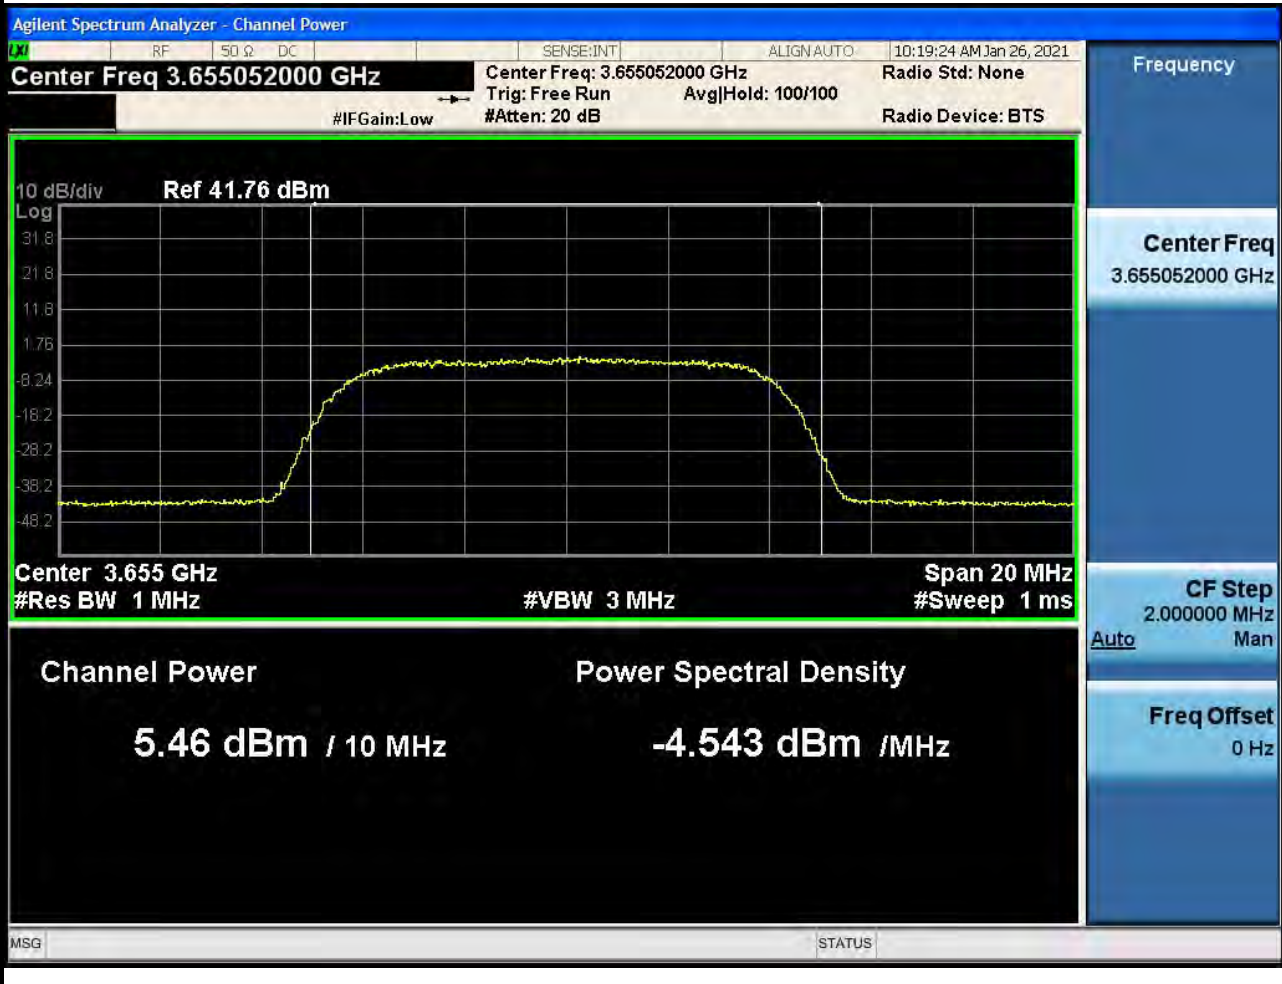 Agilent Spectrum Analyzer - Channel Power
LXI RF 50 Ω DC SENSE:INT ALIGN AUTO 10:19:24 AM Jan 26, 2021
Center Freq 3.655052000 GHz
Center Freq: 3.655052000 GHz Radio Std: None
Trig: Free Run Avg|Hold: 100/100
#IFGain:Low #Atten: 20 dB Radio Device: BTS
10 dB/div Ref 41.76 dBm
Log
31.8
21.8
11.8
1.76
-8.24
-18.2
-28.2
-38.2
-48.2
Center 3.655 GHz Span 20 MHz
#Res BW 1 MHz #VBW 3 MHz #Sweep 1 ms
Channel Power Power Spectral Density
5.46 dBm / 10 MHz -4.543 dBm /MHz
MSG STATUS
Frequency
Center Freq
3.655052000 GHz
CF Step
2.000000 MHz
Auto Man
Freq Offset
0 Hz